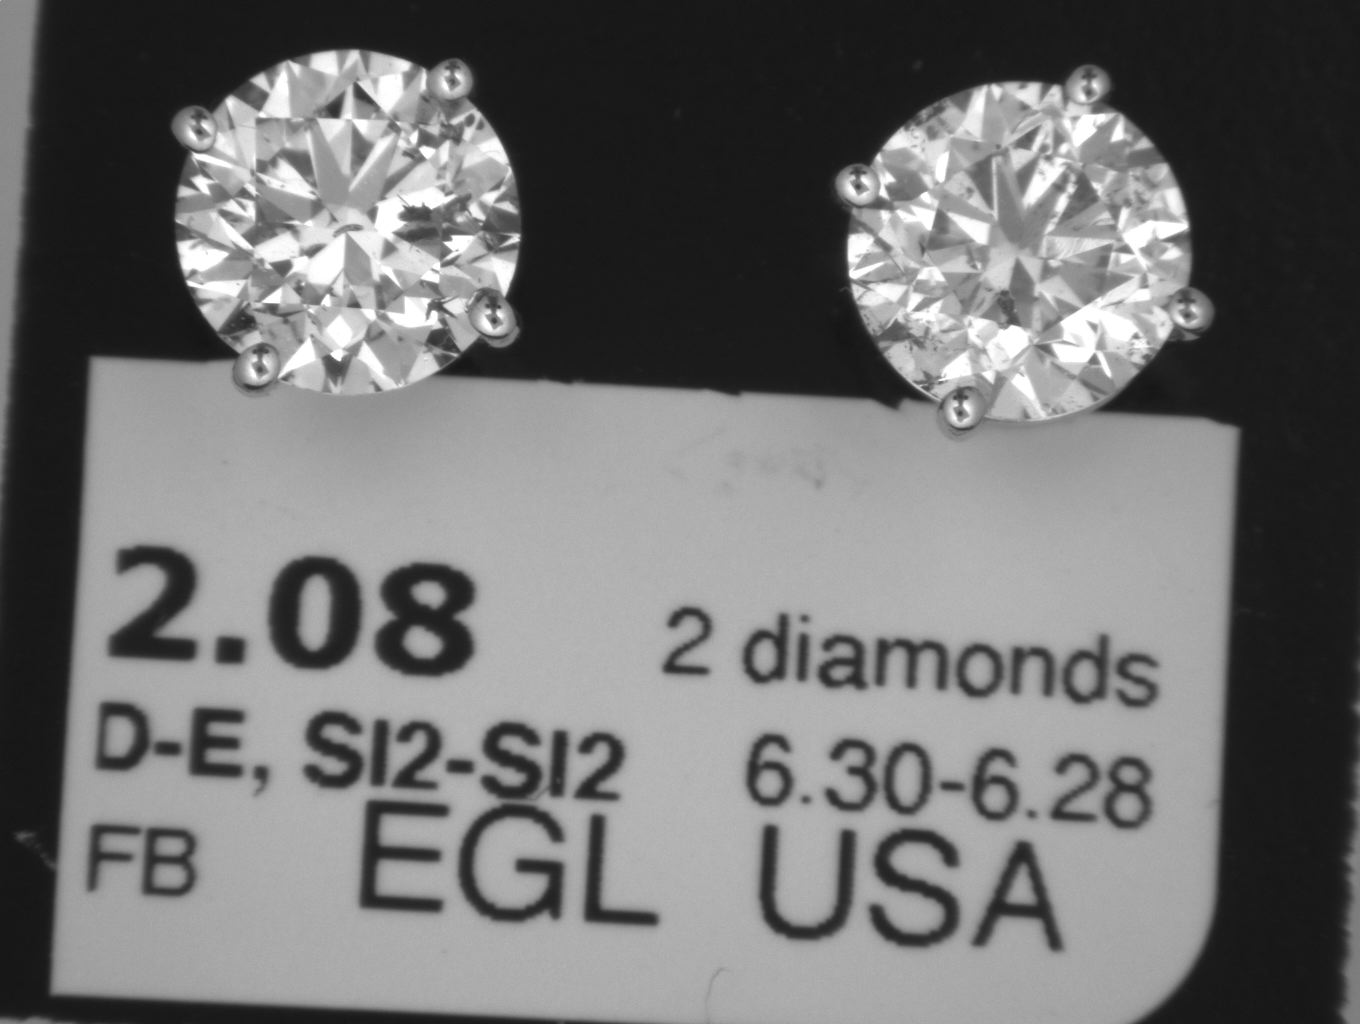 2.08 2 diamonds
D-E, SI2-SI2 6.30-6.28
FB EGL USA